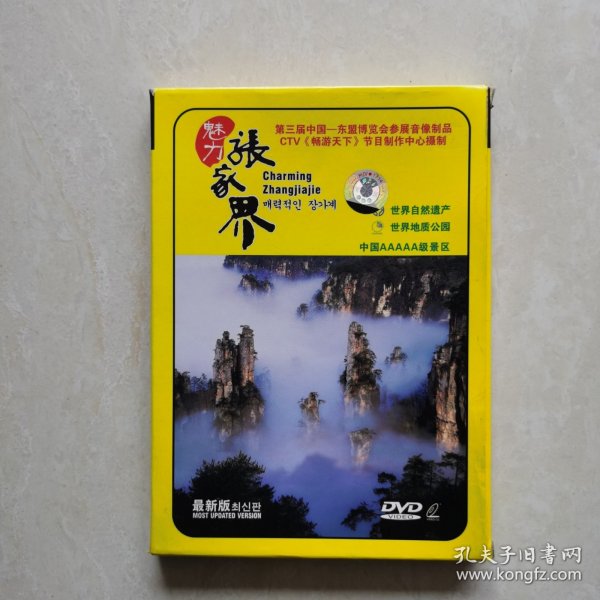 魅力
張家界
Charming
Zhangjiajie
매력적인 장가계
第三届中国—东盟博览会参展音像制品
CTV《畅游天下》节目制作中心摄制
世界自然遗产
世界地质公园
中国AAAAA级景区
最新版 최신판
MOST UPDATED VERSION
DVD
VIDEO
孔夫子旧书网
www.kongfz.com